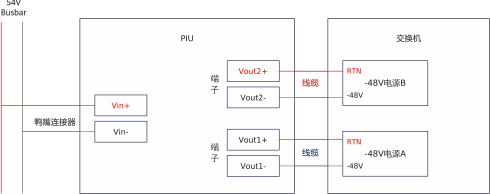 54V
Busbar
PIU
交换机
Vin+
Vin-
鸭嘴连接器
端子
Vout2+
Vout2-
线缆
RTN
-48V电源B
-48V
端子
Vout1+
Vout1-
线缆
RTN
-48V电源A
-48V